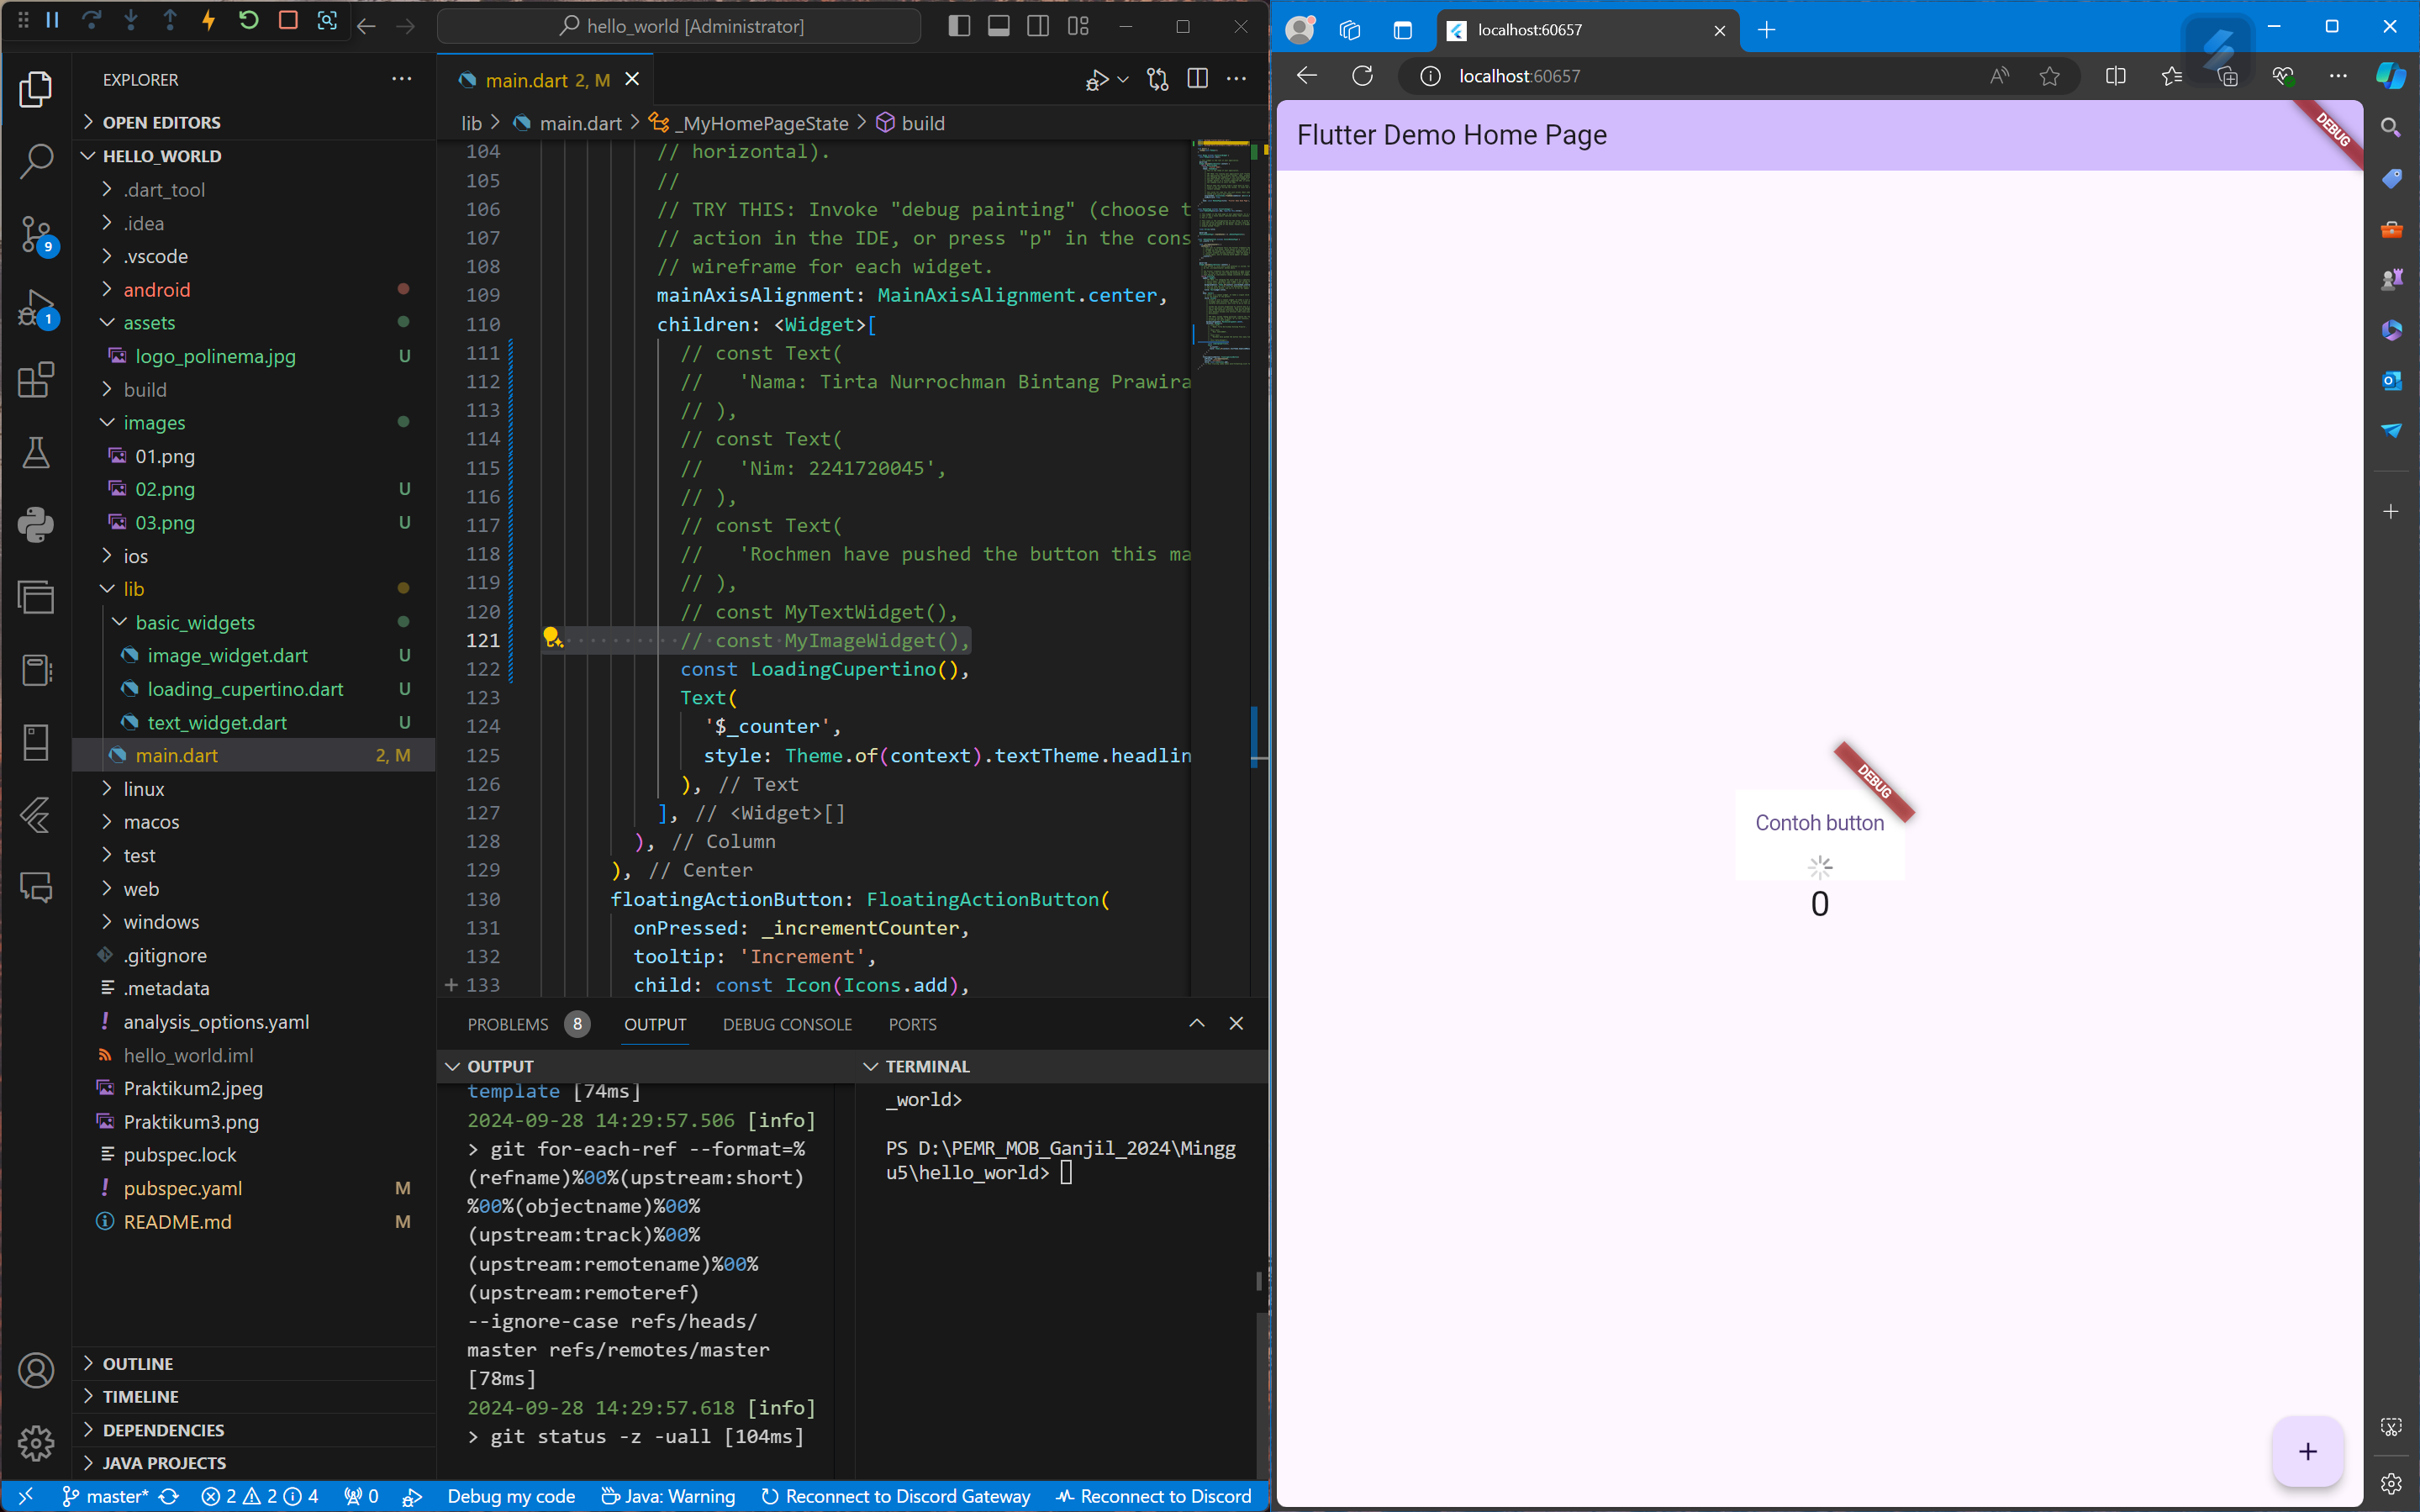 hello_world [Administrator]
EXPLORER
OPEN EDITORS
HELLO_WORLD
.dart_tool
.idea
.vscode
android
assets
logo_polinema.jpg U
build
images
01.png
02.png U
03.png U
ios
lib
basic_widgets
image_widget.dart U
loading_cupertino.dart U
text_widget.dart U
main.dart 2, M
linux
macos
test
web
windows
.gitignore
.metadata
analysis_options.yaml
hello_world.iml
Praktikum2.jpeg
Praktikum3.png
pubspec.lock
pubspec.yaml M
README.md M
OUTLINE
TIMELINE
DEPENDENCIES
JAVA PROJECTS
9
1
main.dart 2, M
lib > main.dart > _MyHomePageState > build
104 // horizontal).
105 //
106 // TRY THIS: Invoke "debug painting" (choose t
107 // action in the IDE, or press "p" in the cons
108 // wireframe for each widget.
109 mainAxisAlignment: MainAxisAlignment.center,
110 children: <Widget>[
111 // const Text(
112 //   'Nama: Tirta Nurrochman Bintang Prawira
113 // ),
114 // const Text(
115 //   'Nim: 2241720045',
116 // ),
117 // const Text(
118 //   'Rochmen have pushed the button this ma
119 // ),
120 // const MyTextWidget(),
121 // const MyImageWidget(),
122 const LoadingCupertino(),
123 Text(
124 '$_counter',
125 style: Theme.of(context).textTheme.headlin
126 ), // Text
127 ], // <Widget>[]
128 ), // Column
129 ), // Center
130 floatingActionButton: FloatingActionButton(
131 onPressed: _incrementCounter,
132 tooltip: 'Increment',
133 child: const Icon(Icons.add),
PROBLEMS 8 OUTPUT DEBUG CONSOLE PORTS
OUTPUT
template [74ms]
2024-09-28 14:29:57.506 [info]
> git for-each-ref --format=%
(refname)%00%(upstream:short)
%00%(objectname)%00%
(upstream:track)%00%
(upstream:remotename)%00%
(upstream:remoteref)
--ignore-case refs/heads/
master refs/remotes/master
[78ms]
2024-09-28 14:29:57.618 [info]
> git status -z -uall [104ms]
TERMINAL
_world>
PS D:\PEMR_MOB_Ganjil_2024\Mingg
u5\hello_world>
master* 2 2 4 0 Debug my code Java: Warning Reconnect to Discord Gateway Reconnect to Discord
localhost:60657
localhost:60657
Flutter Demo Home Page
DEBUG
DEBUG
Contoh button
0
+